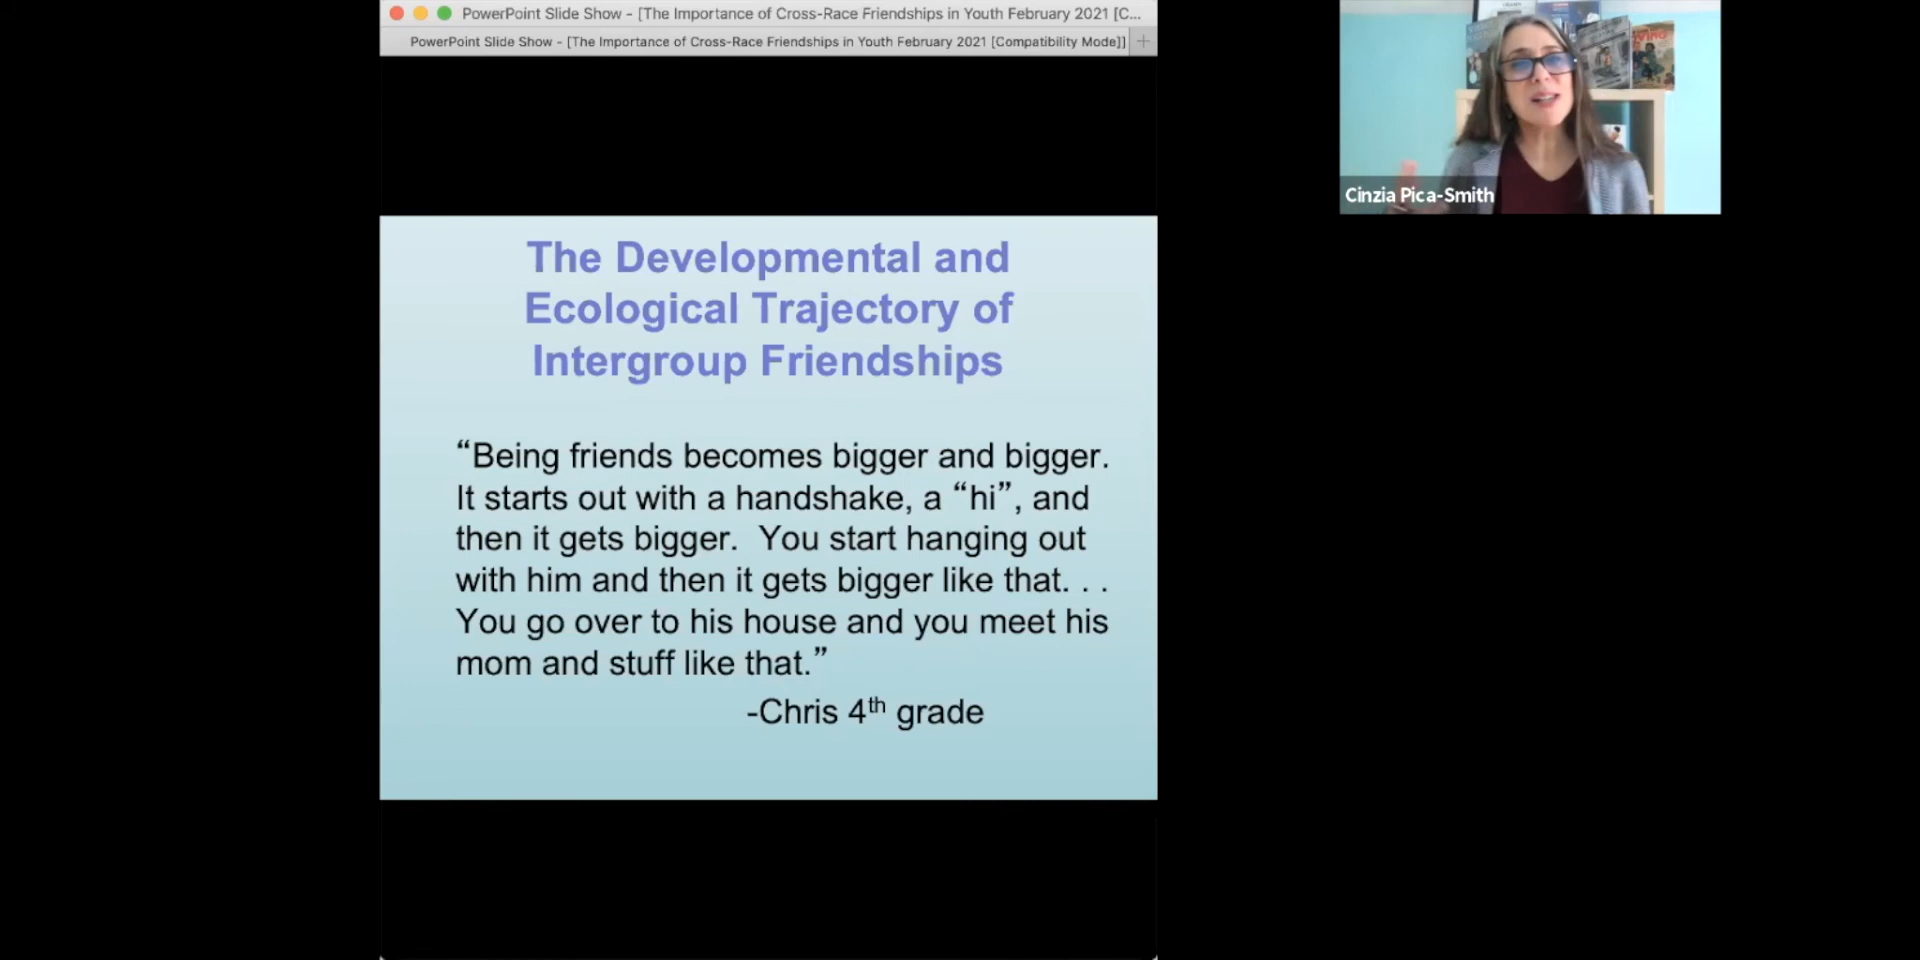 PowerPoint Slide Show - [The Importance of Cross-Race Friendships in Youth February 2021 [C...
PowerPoint Slide Show - [The Importance of Cross-Race Friendships in Youth February 2021 [Compatibility Mode]]
Cinzia Pica-Smith
The Developmental and
Ecological Trajectory of
Intergroup Friendships
“Being friends becomes bigger and bigger.
It starts out with a handshake, a “hi”, and
then it gets bigger.  You start hanging out
with him and then it gets bigger like that. . .
You go over to his house and you meet his
mom and stuff like that.”
-Chris 4th grade